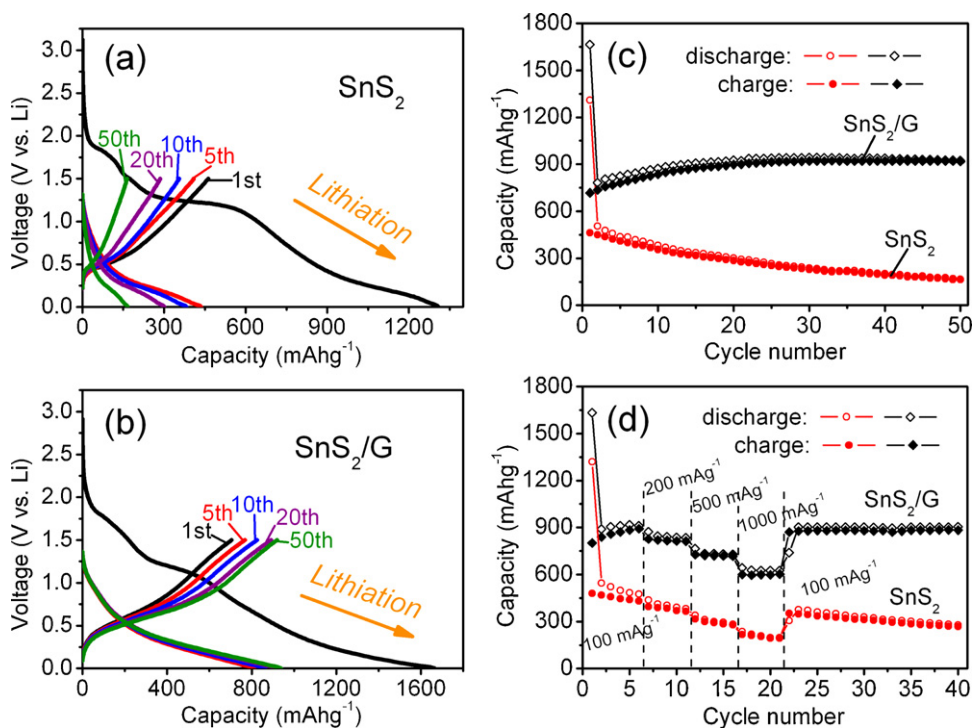 (a)
SnS₂
3.0
2.5
2.0
1.5
1.0
0.5
0.0
Voltage (V vs. Li)
50th
20th
10th
5th
1st
Lithiation
0 300 600 900 1200
Capacity (mAhg⁻¹)
(b)
SnS₂/G
3.0
2.5
2.0
1.5
1.0
0.5
0.0
Voltage (V vs. Li)
1st
5th
10th
20th
50th
Lithiation
0 400 800 1200 1600
Capacity (mAhg⁻¹)
(c)
discharge:
charge:
SnS₂/G
SnS₂
1800
1500
1200
900
600
300
0
Capacity (mAhg⁻¹)
0 10 20 30 40 50
Cycle number
(d)
discharge:
charge:
1800
1500
1200
900
600
300
0
Capacity (mAhg⁻¹)
200 mAg⁻¹
500 mAg⁻¹
1000 mAg⁻¹
SnS₂/G
100 mAg⁻¹
SnS₂
100 mAg⁻¹
0 5 10 15 20 25 30 35 40
Cycle number